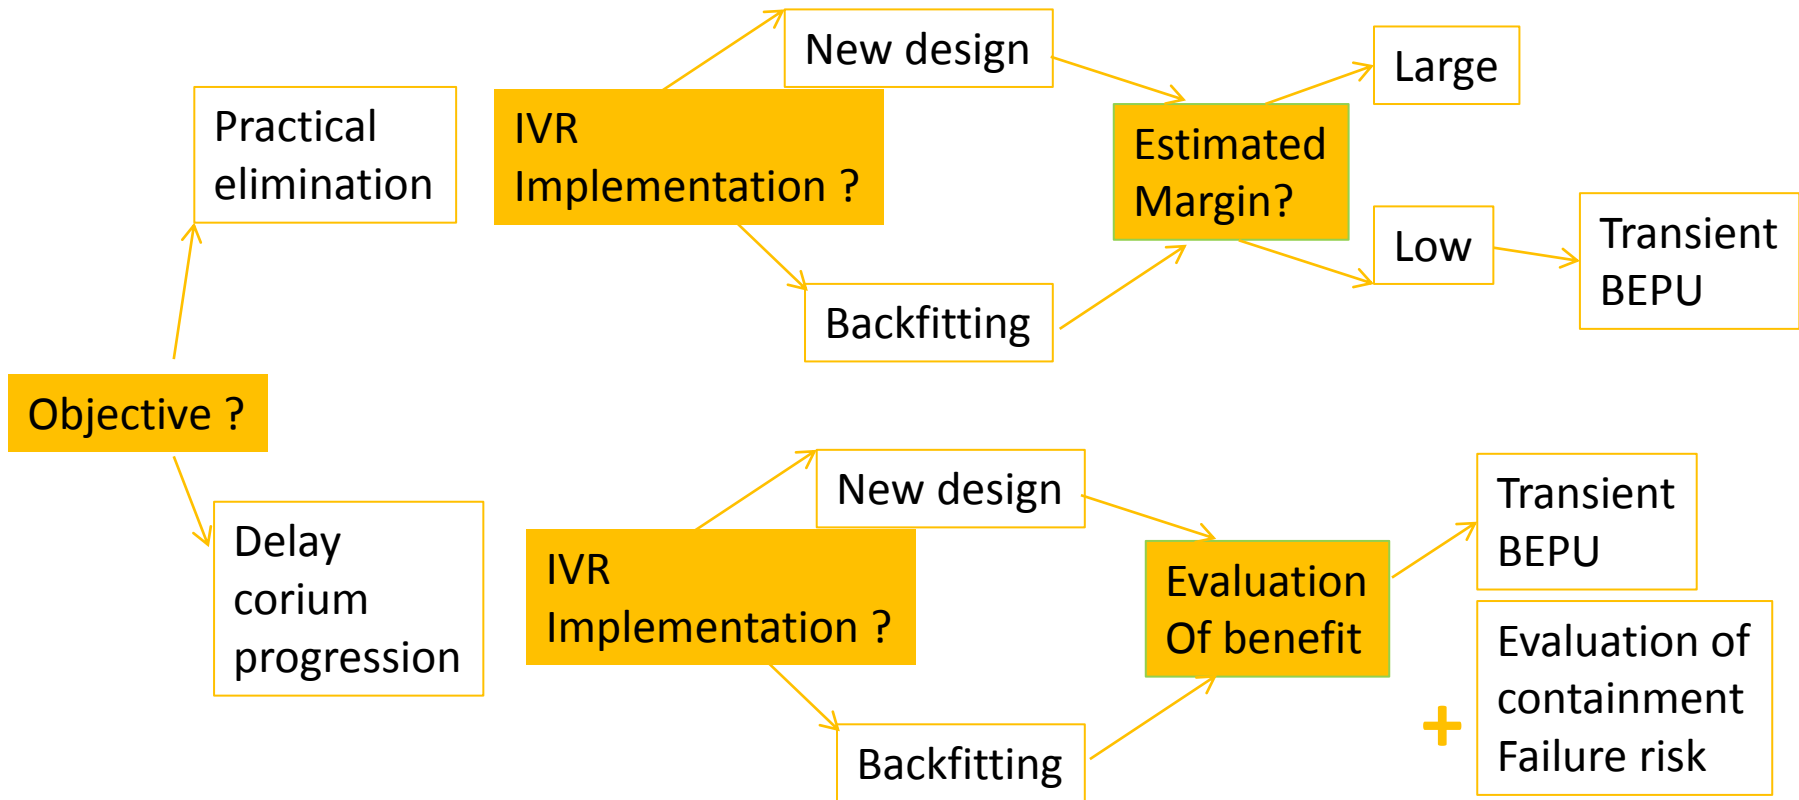 Objective ?
Practical
elimination
IVR
Implementation ?
New design
Backfitting
Estimated
Margin?
Large
Low
Transient
BEPU
Delay
corium
progression
IVR
Implementation ?
New design
Backfitting
Evaluation
Of benefit
Transient
BEPU
+
Evaluation of
containment
Failure risk